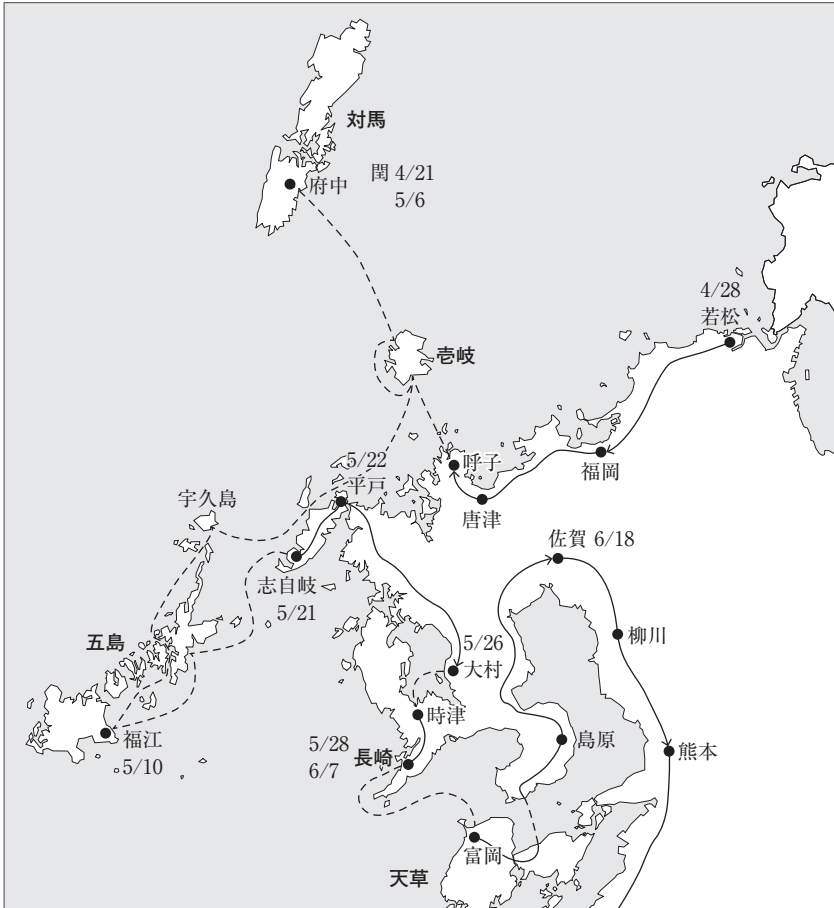 対馬
府中
閏 4/21
5/6
4/28
若松
壱岐
呼子
福岡
5/22
平戸
唐津
宇久島
佐賀 6/18
志自岐
5/21
柳川
五島
5/26
大村
時津
福江
5/10
5/28
6/7
長崎
島原
熊本
富岡
天草